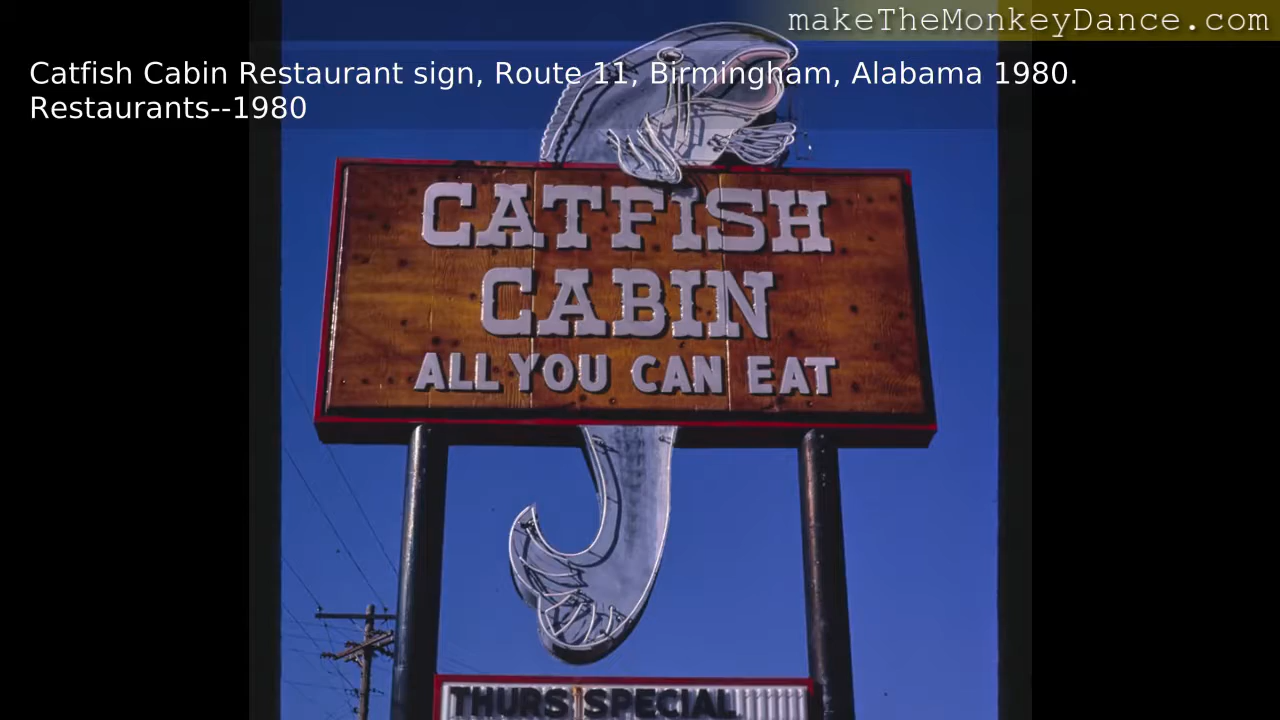 makeTheMonkeyDance.com
Catfish Cabin Restaurant sign, Route 11, Birmingham, Alabama 1980.
Restaurants--1980
CATFISH
CABIN
ALL YOU CAN EAT
THURS SPECIAL